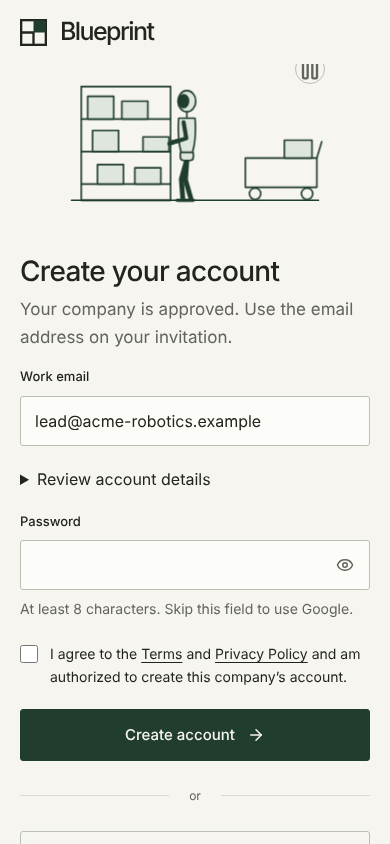 Blueprint
Create your account
Your company is approved. Use the email
address on your invitation.
Work email
lead@acme-robotics.example
Review account details
Password
At least 8 characters. Skip this field to use Google.
I agree to the Terms and Privacy Policy and am
authorized to create this company’s account.
Create account
or